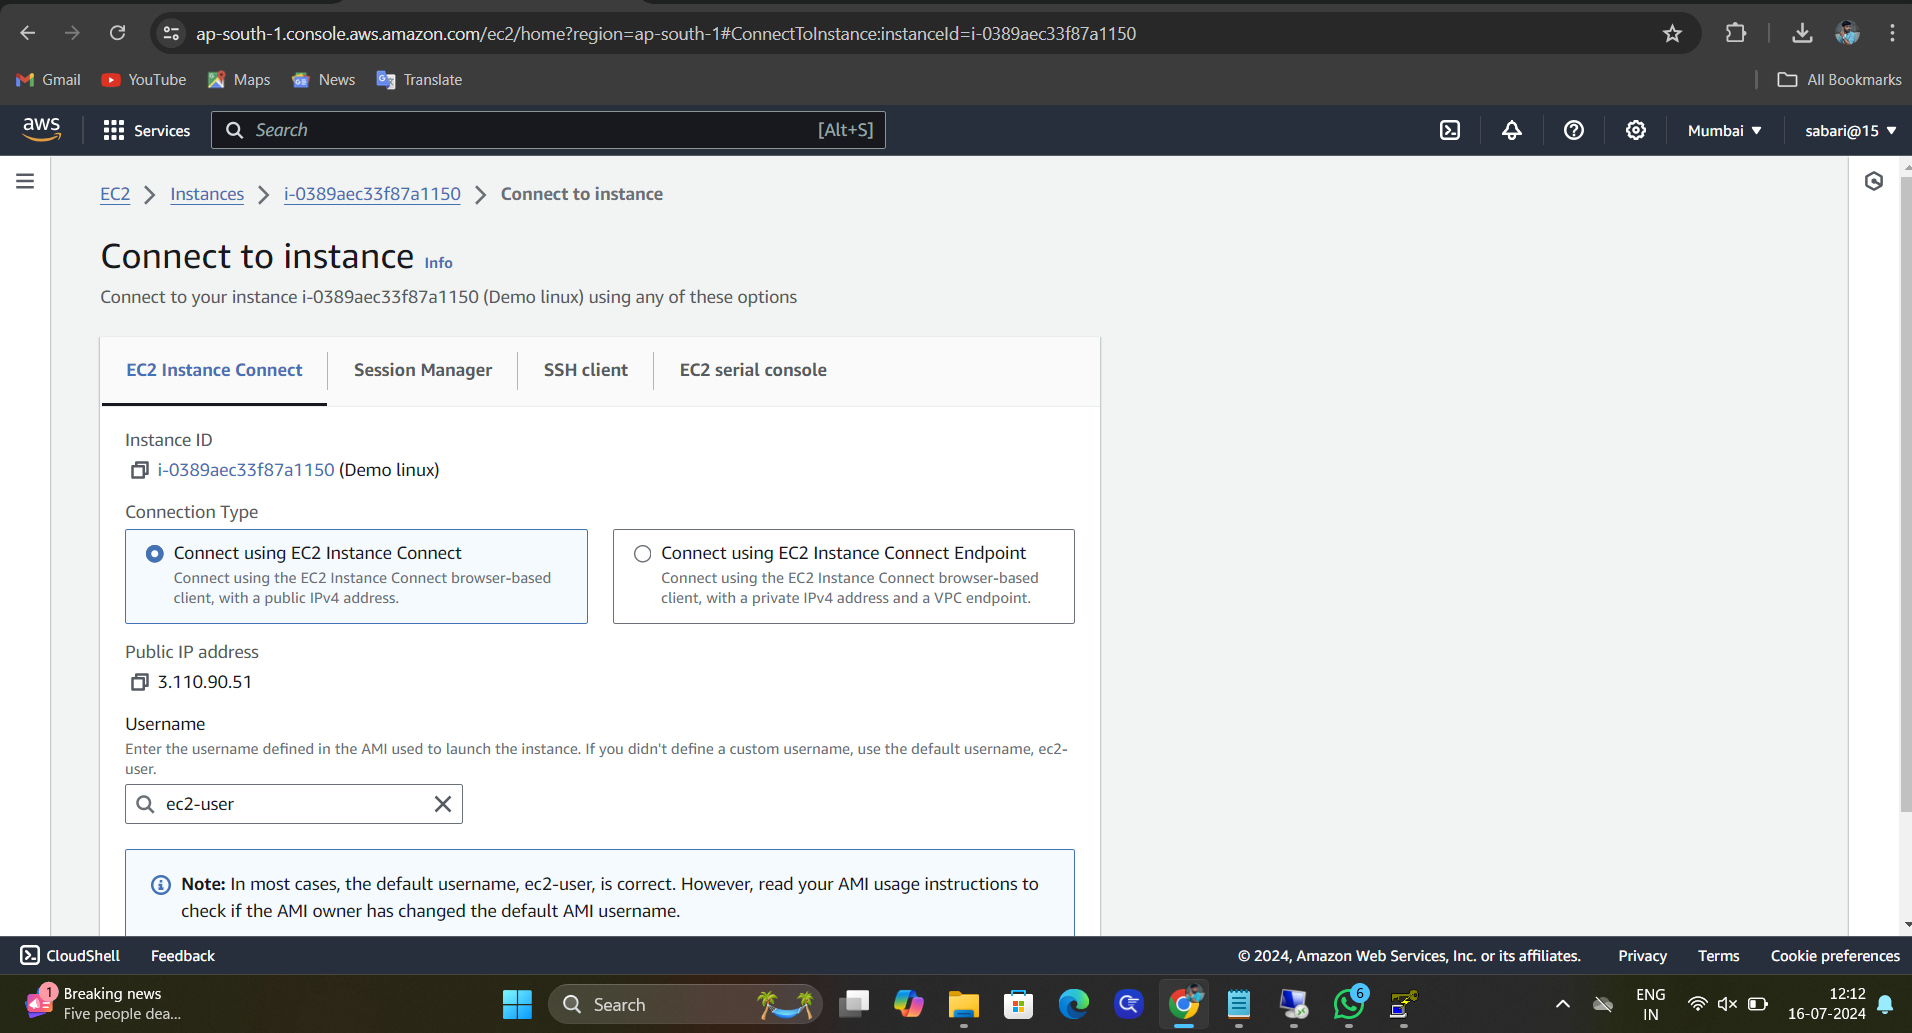 ap-south-1.console.aws.amazon.com/ec2/home?region=ap-south-1#ConnectToInstance:instanceId=i-0389aec33f87a1150
Gmail YouTube Maps News Translate All Bookmarks
aws Services Search [Alt+S] Mumbai sabari@15
EC2 Instances i-0389aec33f87a1150 Connect to instance
Connect to instance Info
Connect to your instance i-0389aec33f87a1150 (Demo linux) using any of these options
EC2 Instance Connect Session Manager SSH client EC2 serial console
Instance ID
i-0389aec33f87a1150 (Demo linux)
Connection Type
Connect using EC2 Instance Connect
Connect using the EC2 Instance Connect browser-based
client, with a public IPv4 address.
Connect using EC2 Instance Connect Endpoint
Connect using the EC2 Instance Connect browser-based
client, with a private IPv4 address and a VPC endpoint.
Public IP address
3.110.90.51
Username
Enter the username defined in the AMI used to launch the instance. If you didn't define a custom username, use the default username, ec2-
user.
ec2-user
Note: In most cases, the default username, ec2-user, is correct. However, read your AMI usage instructions to
check if the AMI owner has changed the default AMI username.
CloudShell Feedback © 2024, Amazon Web Services, Inc. or its affiliates. Privacy Terms Cookie preferences
1
Breaking news
Five people dea...
Search
6
ENG
IN
12:12
16-07-2024